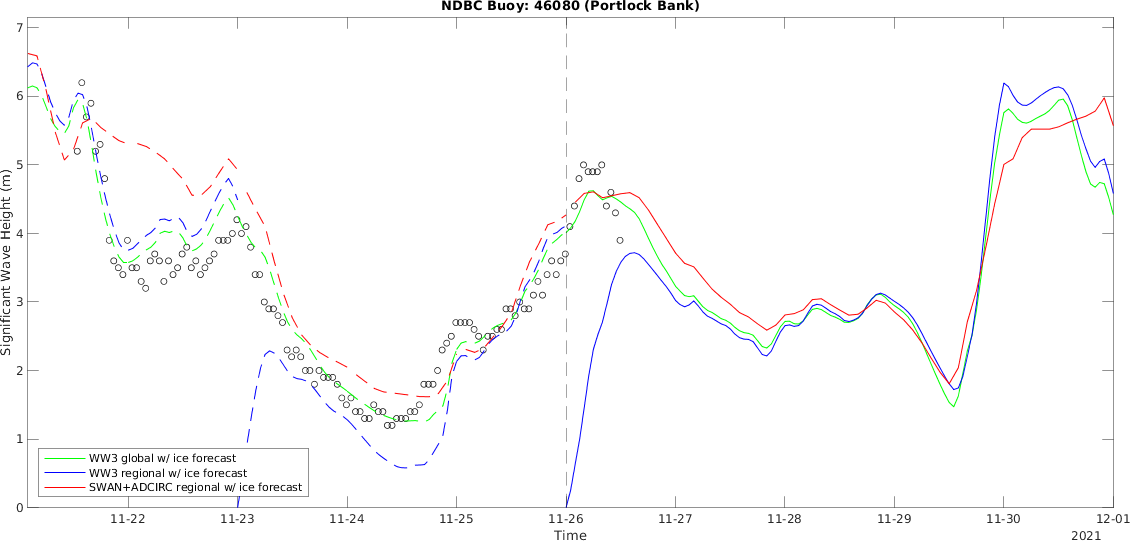 NDBC Buoy: 46080 (Portlock Bank)
Significant Wave Height (m)
7
6
5
4
3
2
1
0
WW3 global w/ ice forecast
WW3 regional w/ ice forecast
SWAN+ADCIRC regional w/ ice forecast
11-22 11-23 11-24 11-25 11-26 11-27 11-28 11-29 11-30 12-01
Time
2021